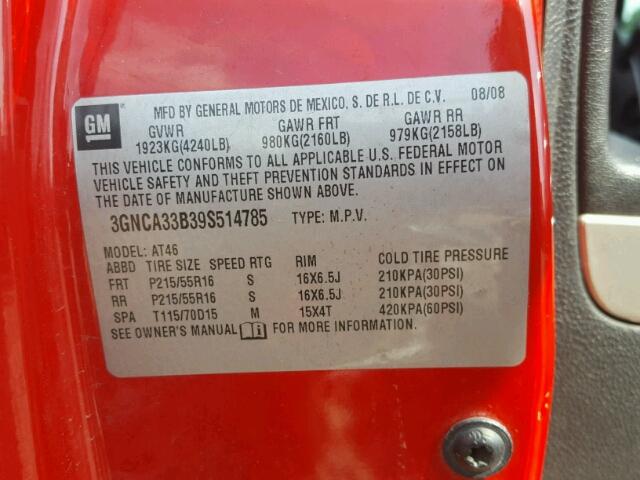 GM
MFD BY GENERAL MOTORS DE MEXICO, S. DE R.L. DE C.V. 08/08
GVWR GAWR FRT GAWR RR
1923KG(4240LB) 980KG(2160LB) 979KG(2158LB)
THIS VEHICLE CONFORMS TO ALL APPLICABLE U.S. FEDERAL MOTOR
VEHICLE SAFETY AND THEFT PREVENTION STANDARDS IN EFFECT ON
THE DATE OF MANUFACTURE SHOWN ABOVE.
3GNCA33B39S514785 TYPE: M.P.V.
MODEL: AT46
ABBD TIRE SIZE SPEED RTG RIM COLD TIRE PRESSURE
FRT P215/55R16 S 16X6.5J 210KPA(30PSI)
RR P215/55R16 S 16X6.5J 210KPA(30PSI)
SPA T115/70D15 M 15X4T 420KPA(60PSI)
SEE OWNER'S MANUAL FOR MORE INFORMATION.